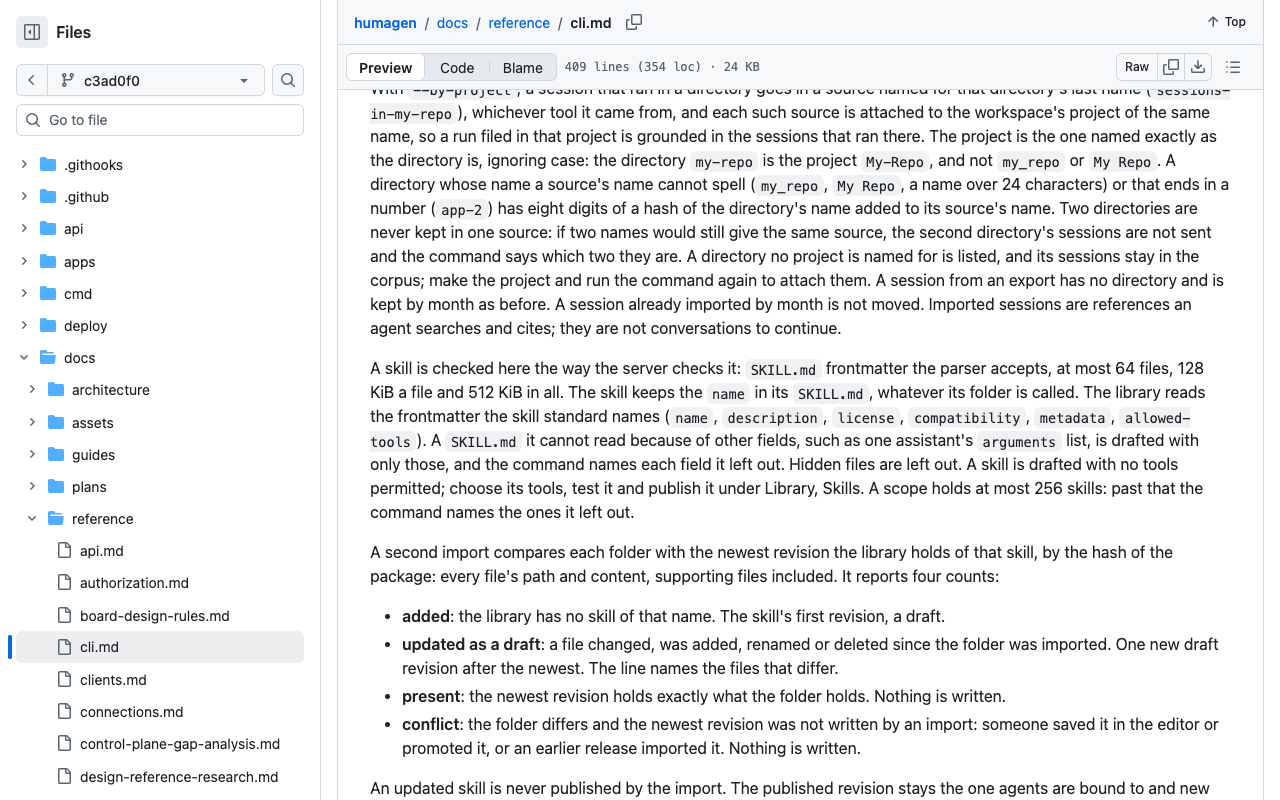 Files
c3ad0f0
Go to file
.githooks
.github
api
apps
cmd
deploy
docs
architecture
assets
guides
plans
reference
api.md
authorization.md
board-design-rules.md
cli.md
clients.md
connections.md
control-plane-gap-analysis.md
design-reference-research.md
humagen / docs / reference / cli.md
Top
Preview Code Blame 409 lines (354 loc) · 24 KB Raw
With --by-project, a session that ran in a directory goes in a source named for that directory's last name ( sessions-
in-my-repo ), whichever tool it came from, and each such source is attached to the workspace's project of the same
name, so a run filed in that project is grounded in the sessions that ran there. The project is the one named exactly as
the directory is, ignoring case: the directory my-repo is the project My-Repo , and not my_repo or My Repo . A
directory whose name a source's name cannot spell ( my_repo , My Repo , a name over 24 characters) or that ends in a
number ( app-2 ) has eight digits of a hash of the directory's name added to its source's name. Two directories are
never kept in one source: if two names would still give the same source, the second directory's sessions are not sent
and the command says which two they are. A directory no project is named for is listed, and its sessions stay in the
corpus; make the project and run the command again to attach them. A session from an export has no directory and is
kept by month as before. A session already imported by month is not moved. Imported sessions are references an
agent searches and cites; they are not conversations to continue.
A skill is checked here the way the server checks it: SKILL.md frontmatter the parser accepts, at most 64 files, 128
KiB a file and 512 KiB in all. The skill keeps the name in its SKILL.md , whatever its folder is called. The library reads
the frontmatter the skill standard names ( name , description , license , compatibility , metadata , allowed-
tools ). A SKILL.md it cannot read because of other fields, such as one assistant's arguments list, is drafted with
only those, and the command names each field it left out. Hidden files are left out. A skill is drafted with no tools
permitted; choose its tools, test it and publish it under Library, Skills. A scope holds at most 256 skills: past that the
command names the ones it left out.
A second import compares each folder with the newest revision the library holds of that skill, by the hash of the
package: every file's path and content, supporting files included. It reports four counts:
• added: the library has no skill of that name. The skill's first revision, a draft.
• updated as a draft: a file changed, was added, renamed or deleted since the folder was imported. One new draft
revision after the newest. The line names the files that differ.
• present: the newest revision holds exactly what the folder holds. Nothing is written.
• conflict: the folder differs and the newest revision was not written by an import: someone saved it in the editor or
promoted it, or an earlier release imported it. Nothing is written.
An updated skill is never published by the import. The published revision stays the one agents are bound to and new